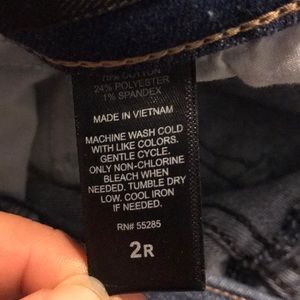 COTTON
24% POLYESTER
1% SPANDEX
MADE IN VIETNAM
MACHINE WASH COLD
WITH LIKE COLORS.
GENTLE CYCLE.
ONLY NON-CHLORINE
BLEACH WHEN
NEEDED. TUMBLE DRY
LOW. COOL IRON
IF NEEDED.
RN# 55285
2R